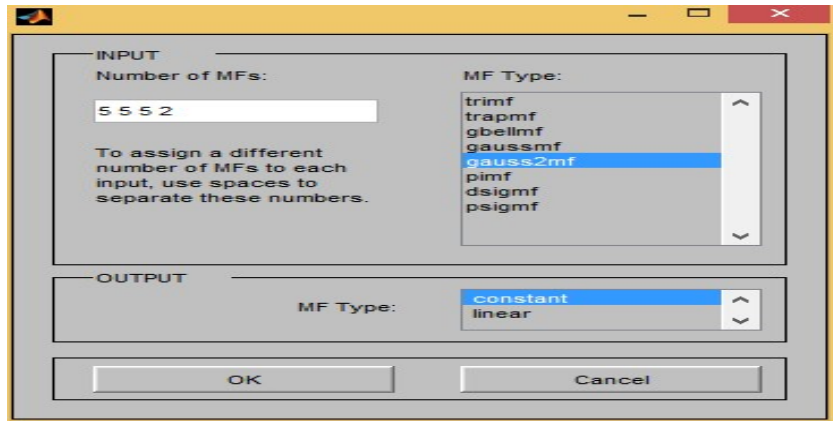 INPUT
Number of MFs:
5 5 5 2
To assign a different
number of MFs to each
input, use spaces to
separate these numbers.
MF Type:
trimf
trapmf
gbellmf
gaussmf
gauss2mf
pimf
dsigmf
psigmf
OUTPUT
MF Type:
constant
linear
OK
Cancel